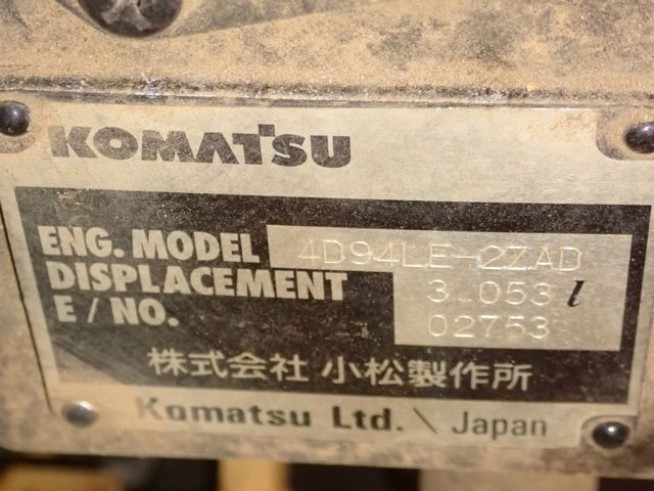 KOMATSU
ENG. MODEL 4D94LE-2ZAD
DISPLACEMENT 3.053 l
E / NO. 02753
株式会社 小松製作所
Komatsu Ltd. \ Japan